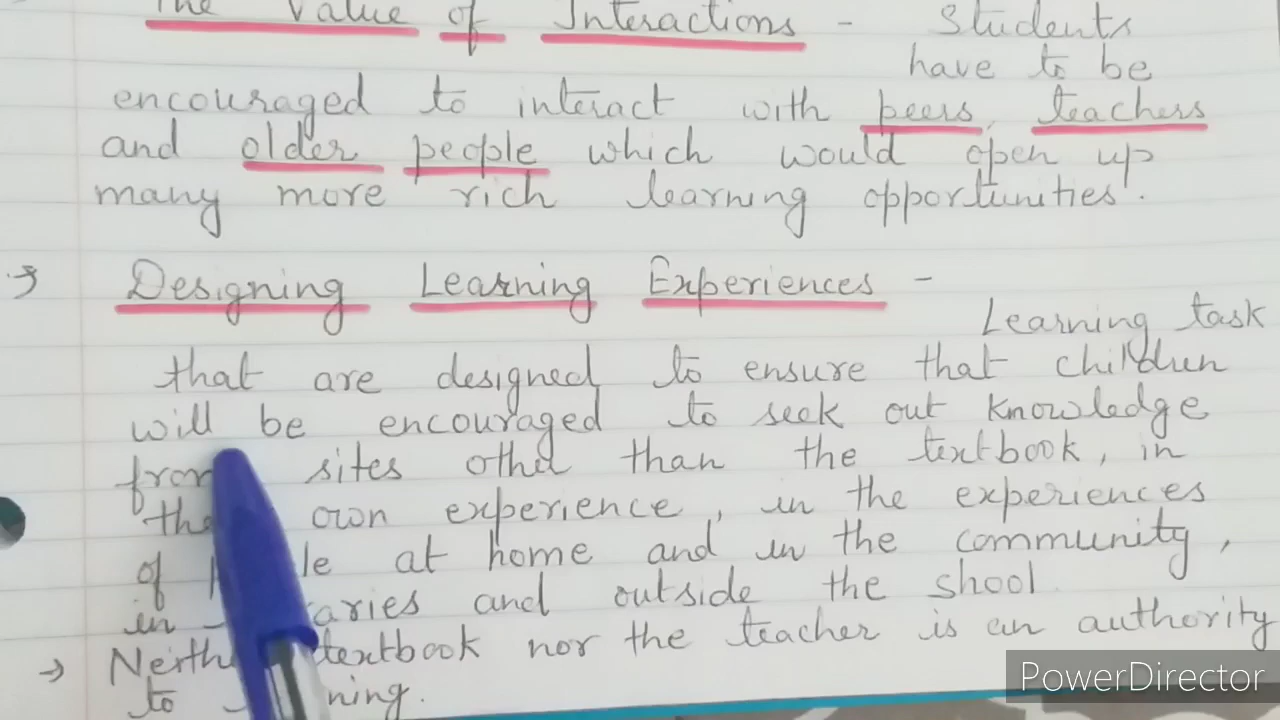 The Value of Interactions - Students
have to be
encouraged to interact with peers, teachers
and older people which would open up
many more rich learning opportunities.
→ Designing Learning Experiences -
Learning task
that are designed to ensure that children
will be encouraged to seek out knowledge
sites other than the textbook, in
own experience, in the experiences
of at home and in the community,
in and outside the shool.
→ textbook nor the teacher is an authority
to
PowerDirector